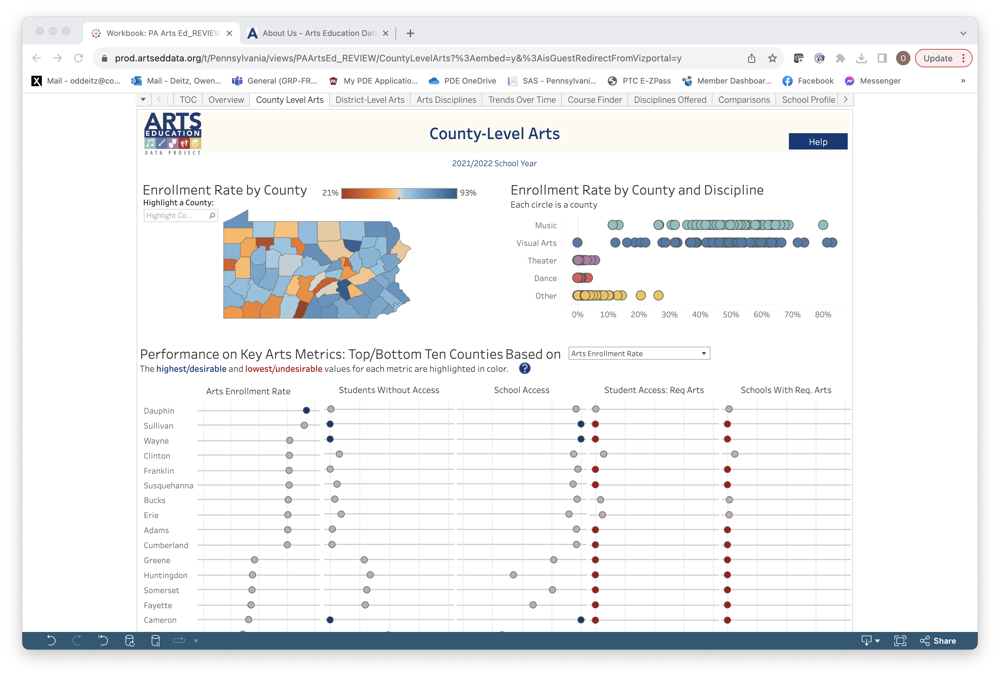 Workbook: PA Arts Ed_REVIEW
About Us - Arts Education Data
prod.artseddata.org/t/Pennsylvania/views/PAArtsEd_REVIEW/CountyLevelArts?%3Aembed=y&%3AisGuestRedirectFromVizportal=y
O
Update
Mail - oddeitz@co...
Mail - Deitz, Owen...
General (GRP-FR...
My PDE Applicatio...
PDE OneDrive
SAS - Pennsylvani...
PTC E-ZPass
Member Dashboar...
Facebook
Messenger
»
TOC
Overview
County Level Arts
District-Level Arts
Arts Disciplines
Trends Over Time
Course Finder
Disciplines Offered
Comparisons
School Profile
ARTS
EDUCATION
DATA PROJECT
County-Level Arts
Help
2021/2022 School Year
Enrollment Rate by County
21%
93%
Highlight a County:
Highlight Co...
Enrollment Rate by County and Discipline
Each circle is a county
Music
Visual Arts
Theater
Dance
Other
0% 10% 20% 30% 40% 50% 60% 70% 80%
Performance on Key Arts Metrics: Top/Bottom Ten Counties Based on
Arts Enrollment Rate
The highest/desirable and lowest/undesirable values for each metric are highlighted in color.
?
Arts Enrollment Rate
Students Without Access
School Access
Student Access: Req Arts
Schools With Req. Arts
Dauphin
Sullivan
Wayne
Clinton
Franklin
Susquehanna
Bucks
Erie
Adams
Cumberland
Greene
Huntingdon
Somerset
Fayette
Cameron
Share